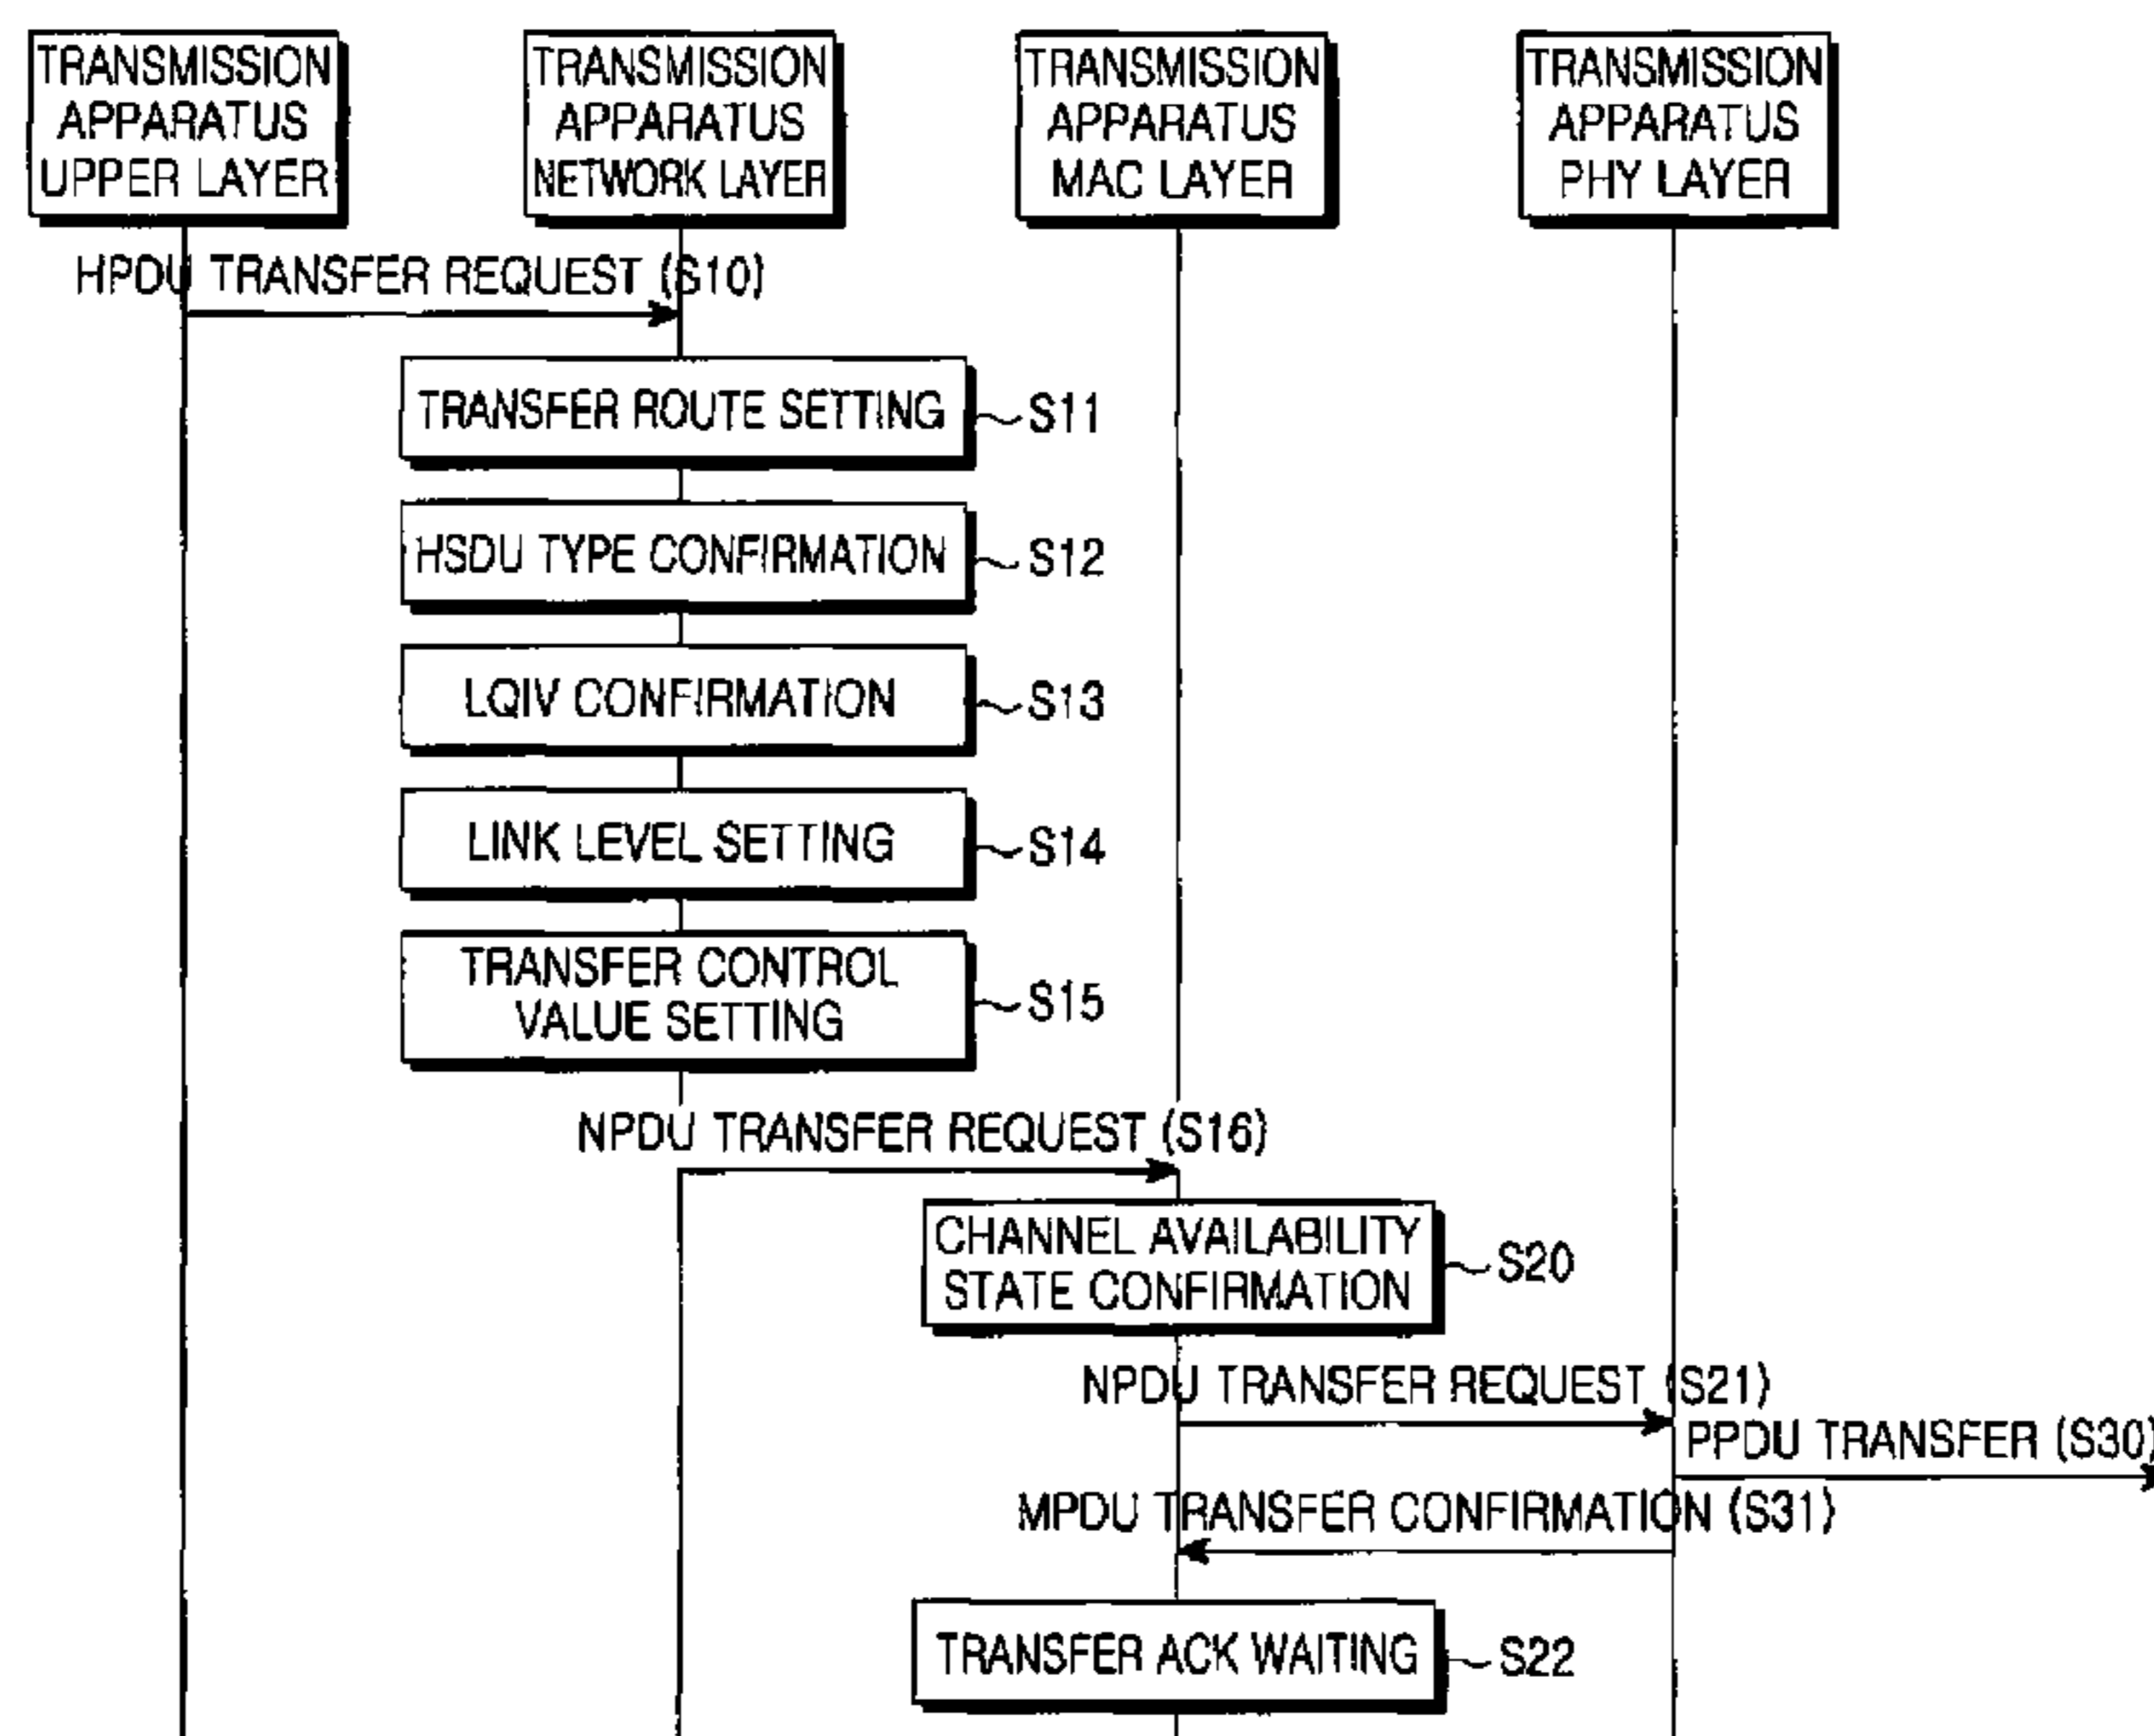 TRANSMISSION
APPARATUS
UPPER LAYER
TRANSMISSION
APPARATUS
NETWORK LAYER
TRANSMISSION
APPARATUS
MAC LAYER
TRANSMISSION
APPARATUS
PHY LAYER
HPDU TRANSFER REQUEST (S10)
TRANSFER ROUTE SETTING
S11
HSDU TYPE CONFIRMATION
S12
LQIV CONFIRMATION
S13
LINK LEVEL SETTING
S14
TRANSFER CONTROL
VALUE SETTING
S15
NPDU TRANSFER REQUEST (S16)
CHANNEL AVAILABILITY
STATE CONFIRMATION
S20
NPDU TRANSFER REQUEST (S21)
PPDU TRANSFER (S30)
MPDU TRANSFER CONFIRMATION (S31)
TRANSFER ACK WAITING
S22